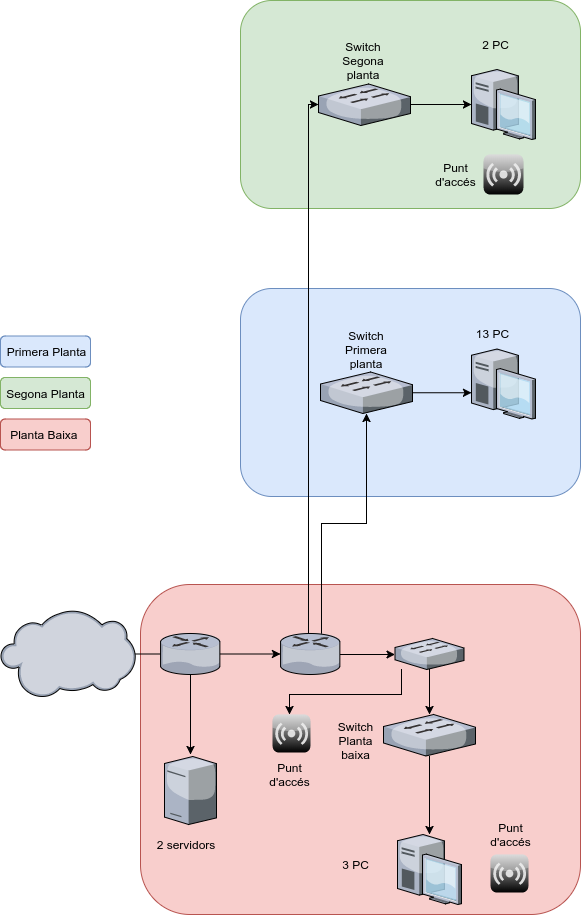 Switch
Segona
planta
2 PC
Punt
d'accés
Switch
Primera
planta
13 PC
Primera Planta
Segona Planta
Planta Baixa
Switch
Planta
baixa
Punt
d'accés
2 servidors
3 PC
Punt
d'accés